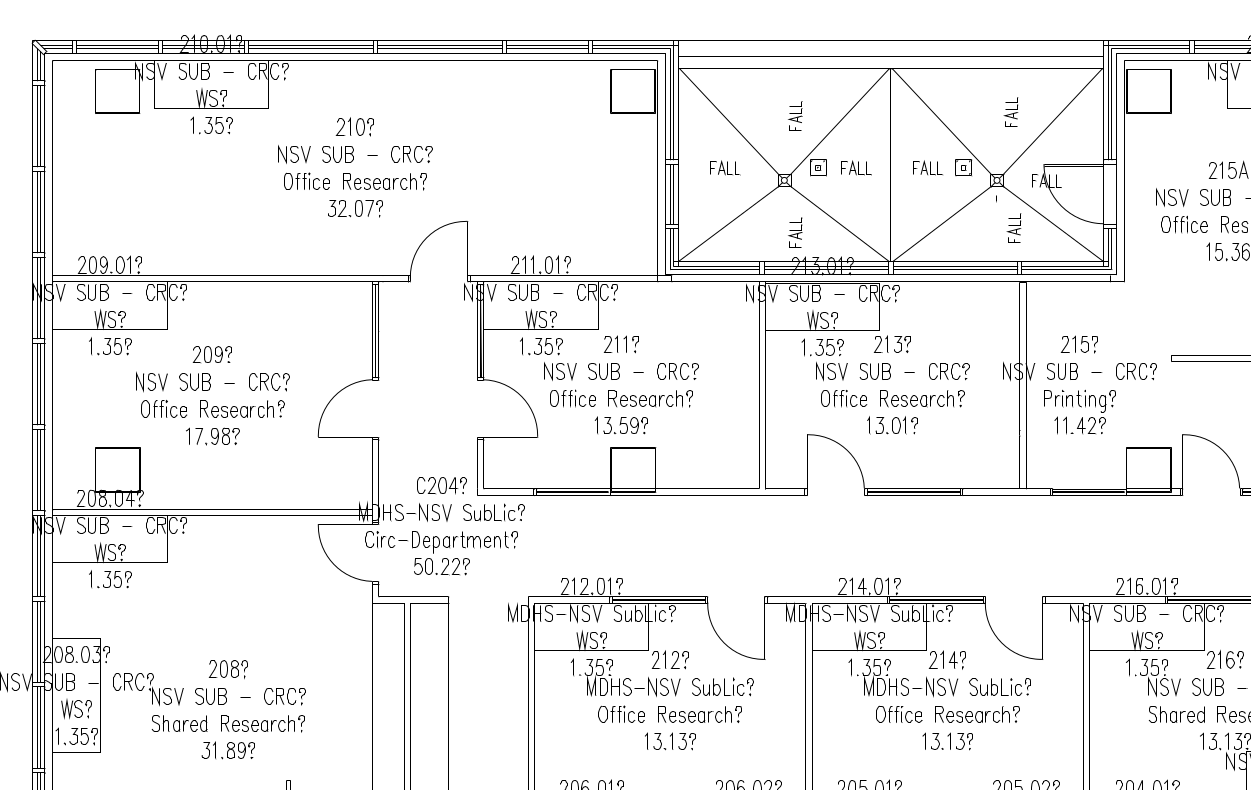 210.01?
NSV SUB - CRC?
WS?
1.35?
210?
NSV SUB - CRC?
Office Research?
32.07?
FALL
FALL
FALL
FALL
FALL
FALL
FALL
FALL
NSV
215A
NSV SUB -
Office Res
15.36
209.01?
NSV SUB - CRC?
WS?
1.35?
209?
NSV SUB - CRC?
Office Research?
17.98?
211.01?
NSV SUB - CRC?
WS?
1.35?
211?
NSV SUB - CRC?
Office Research?
13.59?
213.01?
NSV SUB - CRC?
WS?
1.35?
213?
NSV SUB - CRC?
Office Research?
13.01?
215?
NSV SUB - CRC?
Printing?
11.42?
208.04?
NSV SUB - CRC?
WS?
1.35?
C204?
MDHS-NSV SubLic?
Circ-Department?
50.22?
208.03?
NSV SUB - CRC?
WS?
1.35?
208?
NSV SUB - CRC?
Shared Research?
31.89?
212.01?
MDHS-NSV SubLic?
WS?
1.35?
212?
MDHS-NSV SubLic?
Office Research?
13.13?
214.01?
MDHS-NSV SubLic?
WS?
1.35?
214?
MDHS-NSV SubLic?
Office Research?
13.13?
216.01?
NSV SUB - CRC?
WS?
1.35?
216?
NSV SUB -
Shared Rese
13.13?
NS
206.01?
206.02?
205.01?
205.02?
204.01?